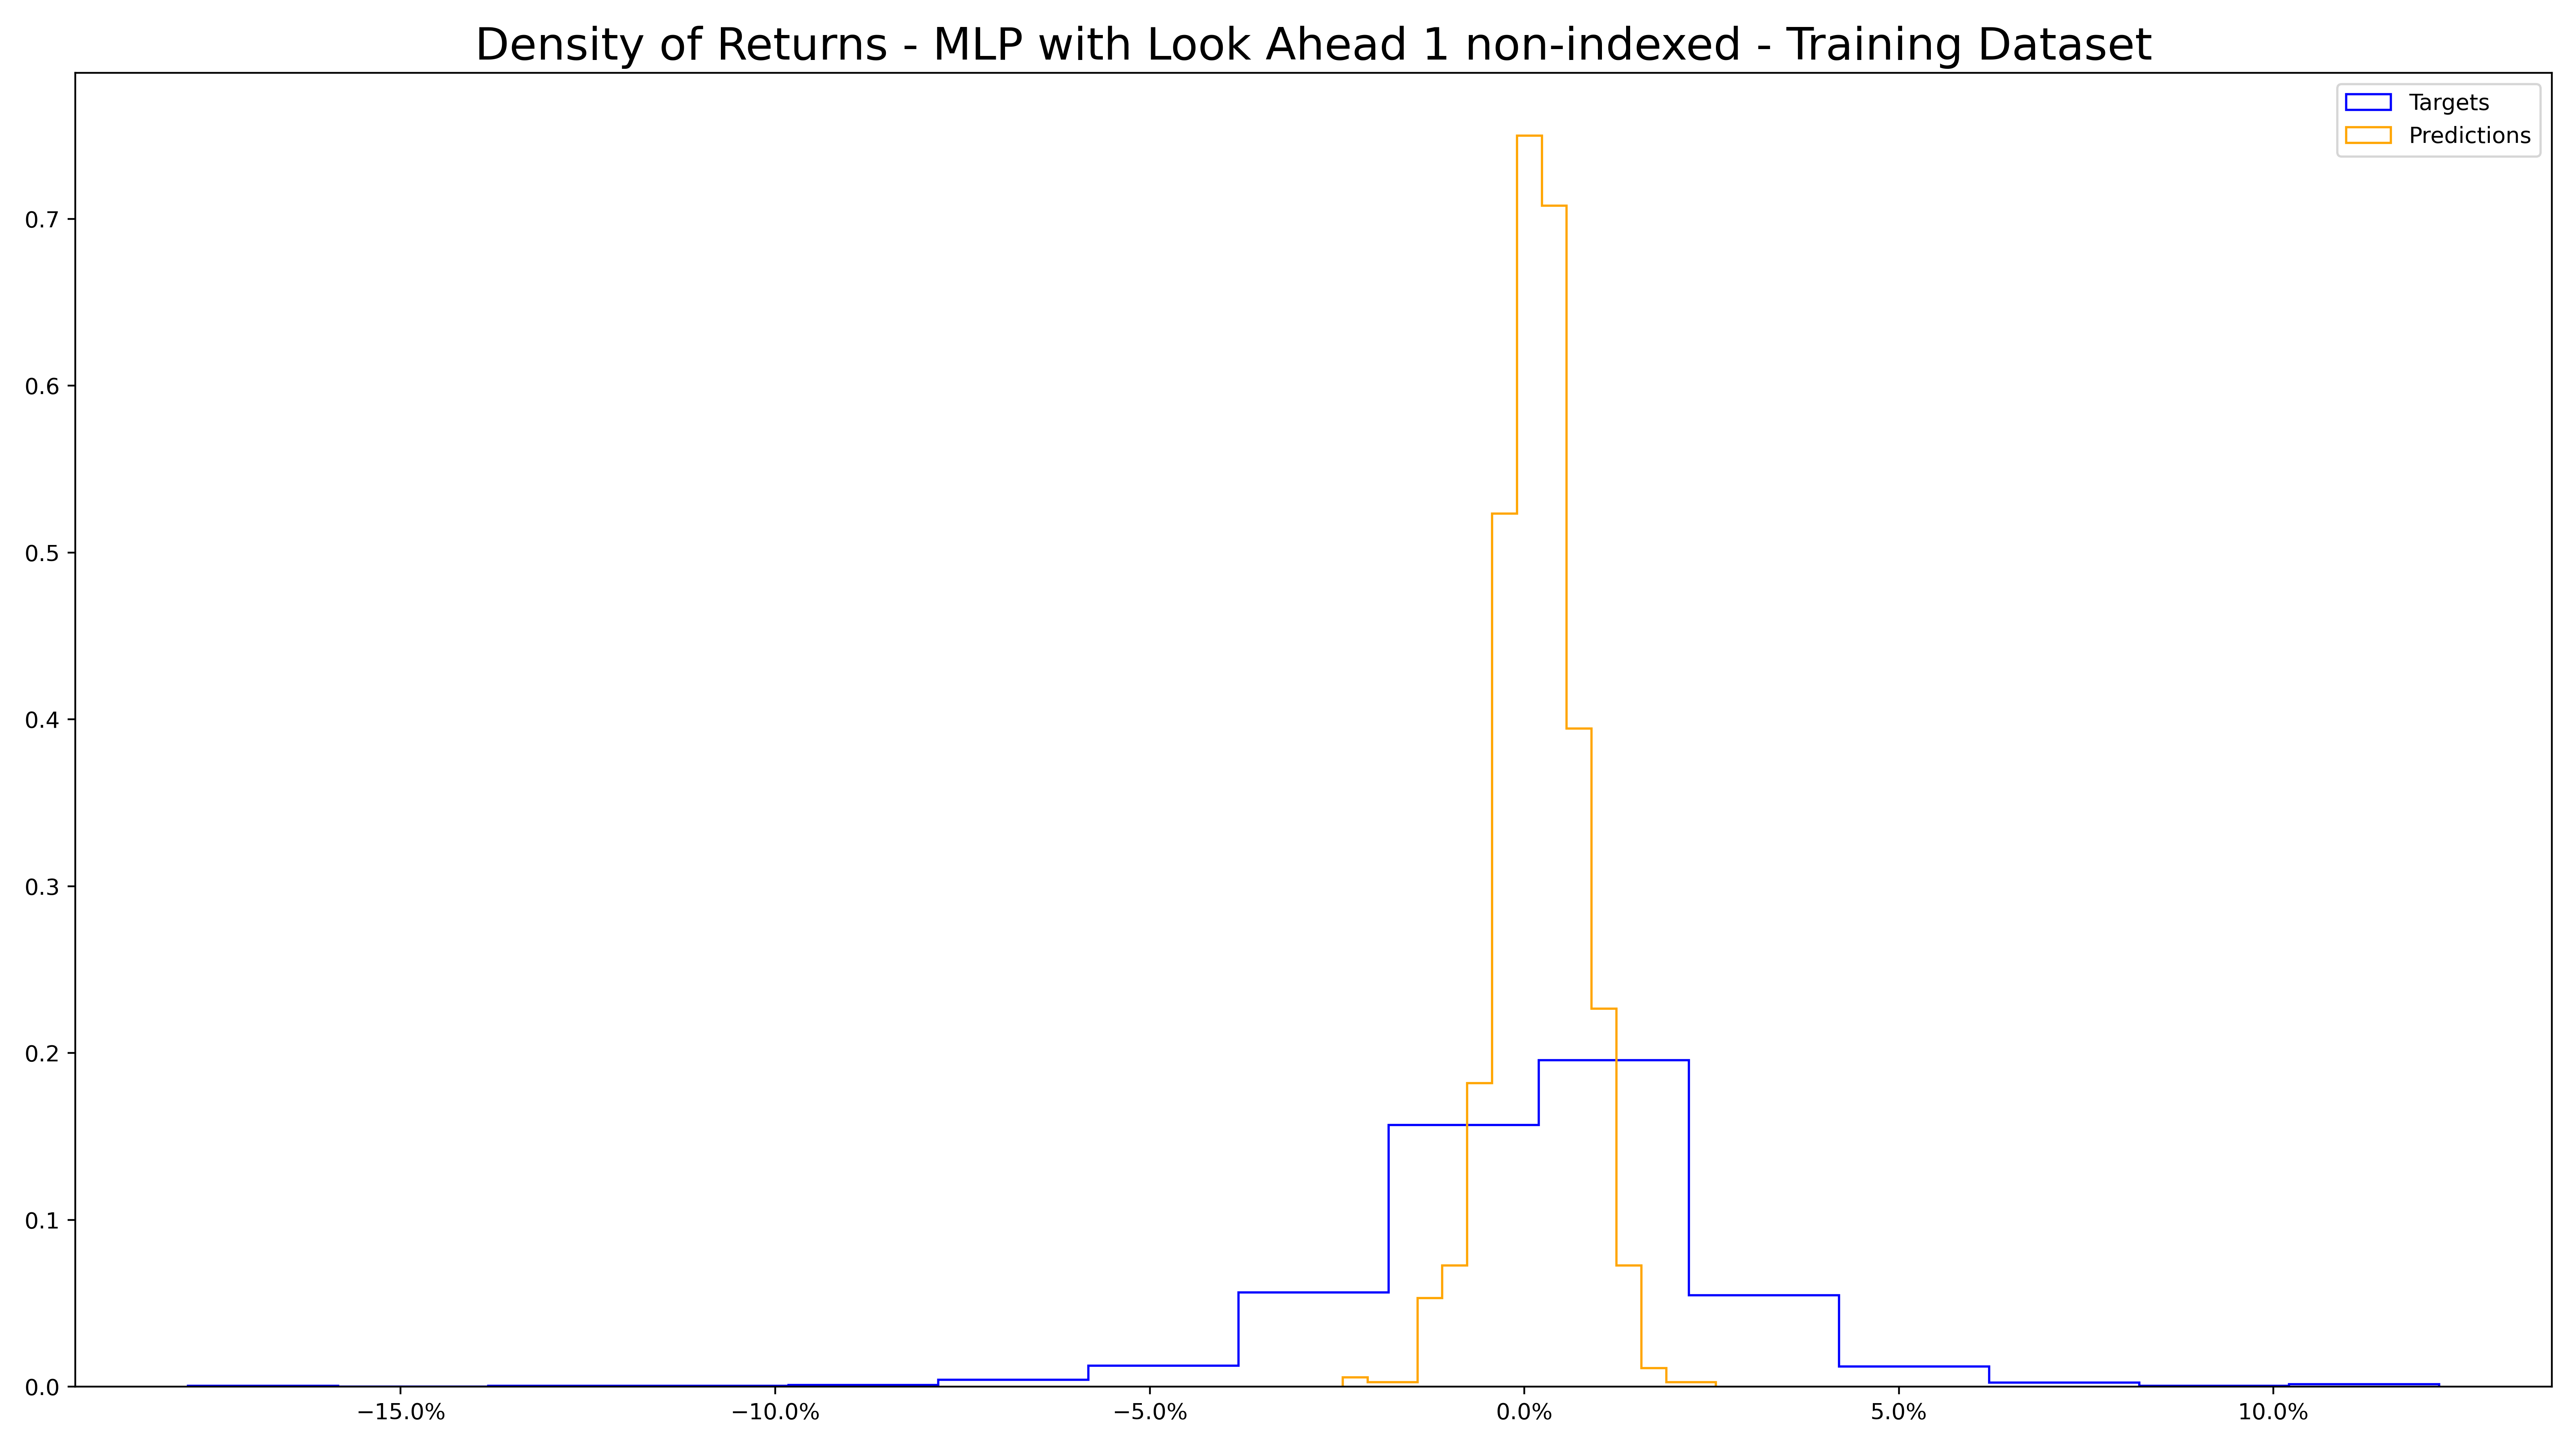 Density of Returns - MLP with Look Ahead 1 non-indexed - Training Dataset
Targets
Predictions
0.7
0.6
0.5
0.4
0.3
0.2
0.1
0.0
−15.0% −10.0% −5.0% 0.0% 5.0% 10.0%